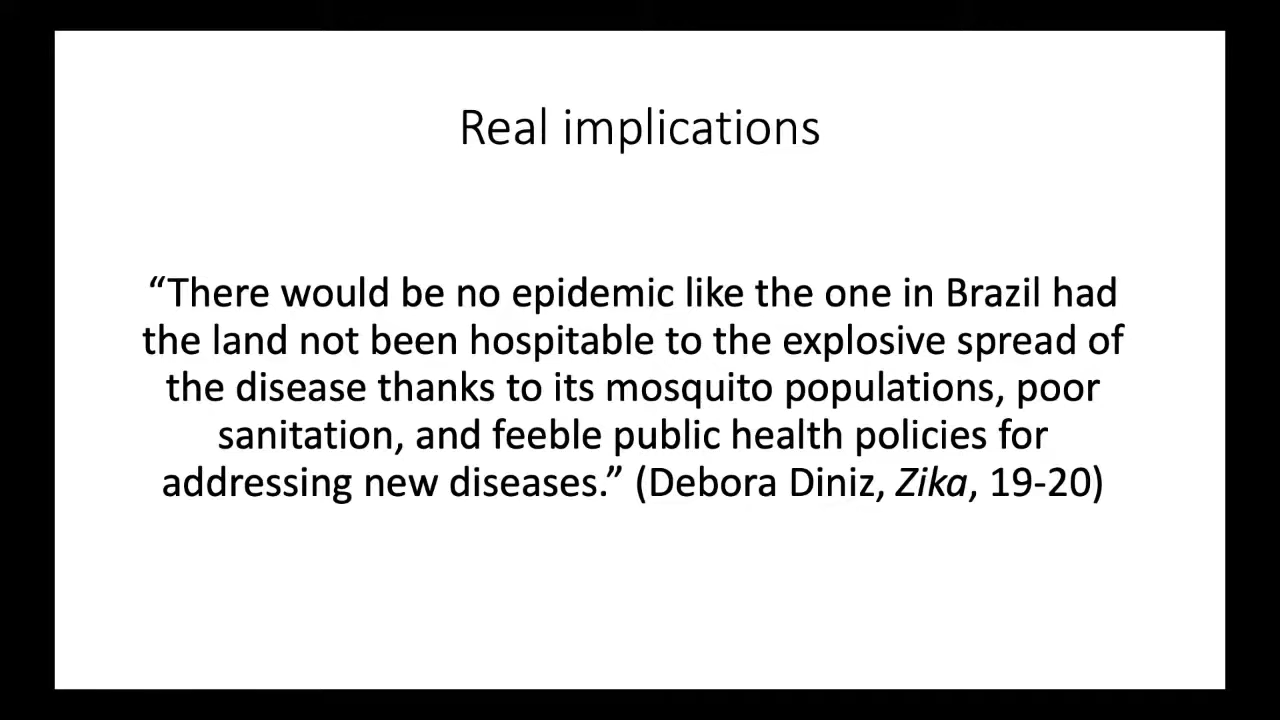 Real implications
“There would be no epidemic like the one in Brazil had
the land not been hospitable to the explosive spread of
the disease thanks to its mosquito populations, poor
sanitation, and feeble public health policies for
addressing new diseases.” (Debora Diniz, Zika, 19-20)